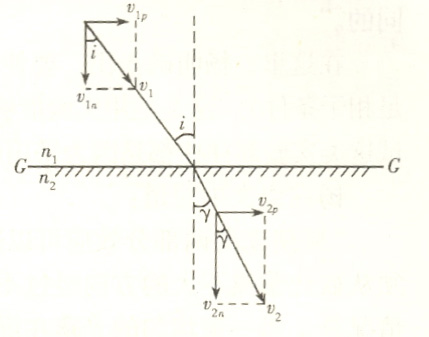 v₁ₚ
i
v₁ₙ
v₁
i
G
n₁
G
n₂
γ
v₂ₚ
γ
v₂ₙ
v₂